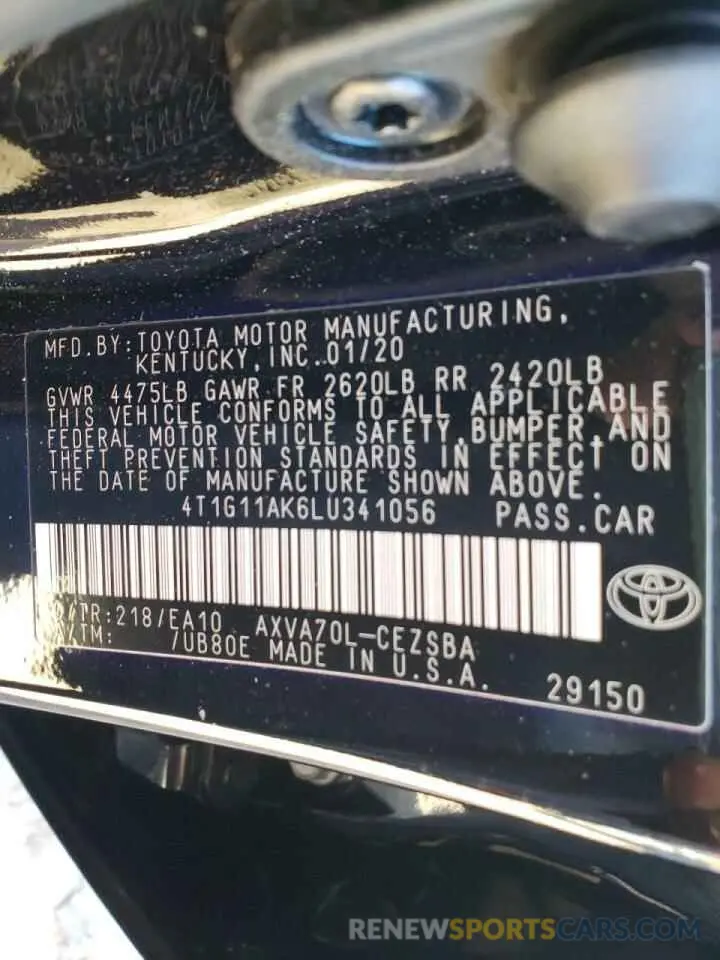 MFD.BY:TOYOTA MOTOR MANUFACTURING,
KENTUCKY,INC.01/20
GVWR 4475LB GAWR FR 2620LB RR 2420LB
THIS VEHICLE CONFORMS TO ALL APPLICABLE
FEDERAL MOTOR VEHICLE SAFETY,BUMPER,AND
THEFT PREVENTION STANDARDS IN EFFECT ON
THE DATE OF MANUFACTURE SHOWN ABOVE.
4T1G11AK6LU341056 PASS.CAR
/TR:218/EA10 AXVA70L-CEZSBA
/TM: /UB80E MADE IN U.S.A.
29150
RENEWSPORTSCARS.COM